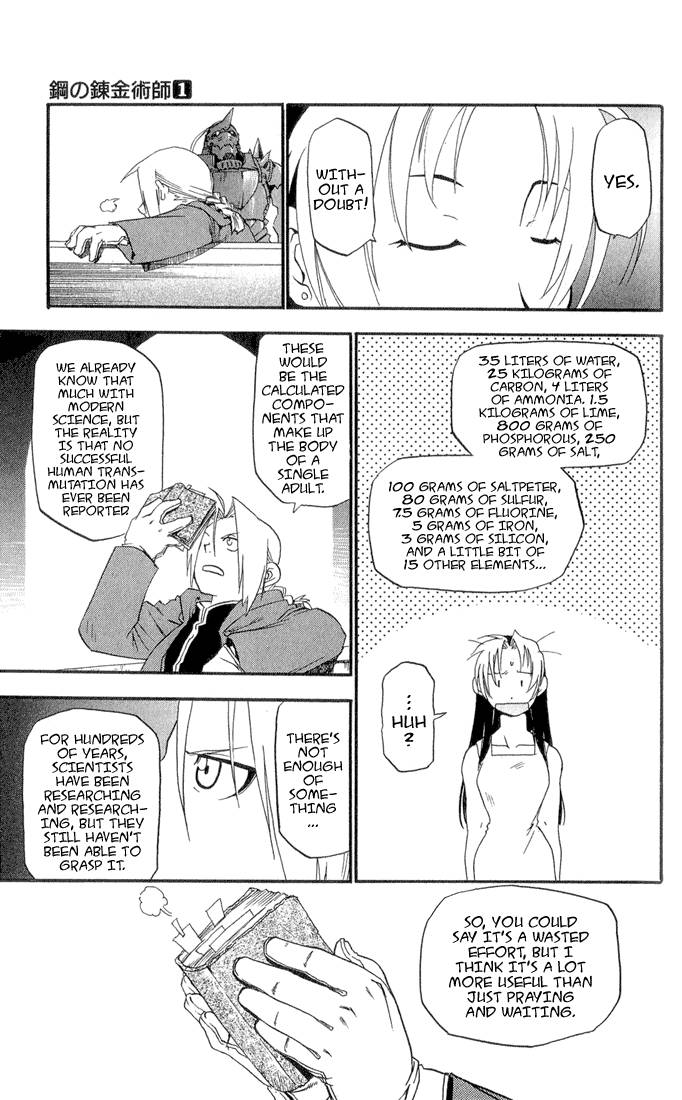 鋼の錬金術師1
YES.
WITH-
OUT A
DOUBT!
35 LITERS OF WATER,
25 KILOGRAMS OF
CARBON, 4 LITERS
OF AMMONIA. 1.5
KILOGRAMS OF LIME,
800 GRAMS OF
PHOSPHOROUS, 250
GRAMS OF SALT,
100 GRAMS OF SALTPETER,
80 GRAMS OF SULFUR,
7.5 GRAMS OF FLUORINE,
5 GRAMS OF IRON,
3 GRAMS OF SILICON,
AND A LITTLE BIT OF
15 OTHER ELEMENTS...
...
HUH
?
THESE
WOULD
BE THE
CALCULATED
COMPO-
NENTS THAT
MAKE UP
THE BODY
OF A
SINGLE
ADULT.
WE ALREADY
KNOW THAT
MUCH WITH
MODERN
SCIENCE, BUT
THE REALITY
IS THAT NO
SUCCESSFUL
HUMAN TRANS-
MUTATION HAS
EVER BEEN
REPORTED
THERE'S
NOT
ENOUGH
OF
SOME-
THING
...
FOR HUNDREDS
OF YEARS,
SCIENTISTS
HAVE BEEN
RESEARCHING
AND RESEARCH-
ING, BUT THEY
STILL HAVEN'T
BEEN ABLE TO
GRASP IT.
SO, YOU COULD
SAY IT'S A WASTED
EFFORT, BUT I
THINK IT'S A LOT
MORE USEFUL THAN
JUST PRAYING
AND WAITING.